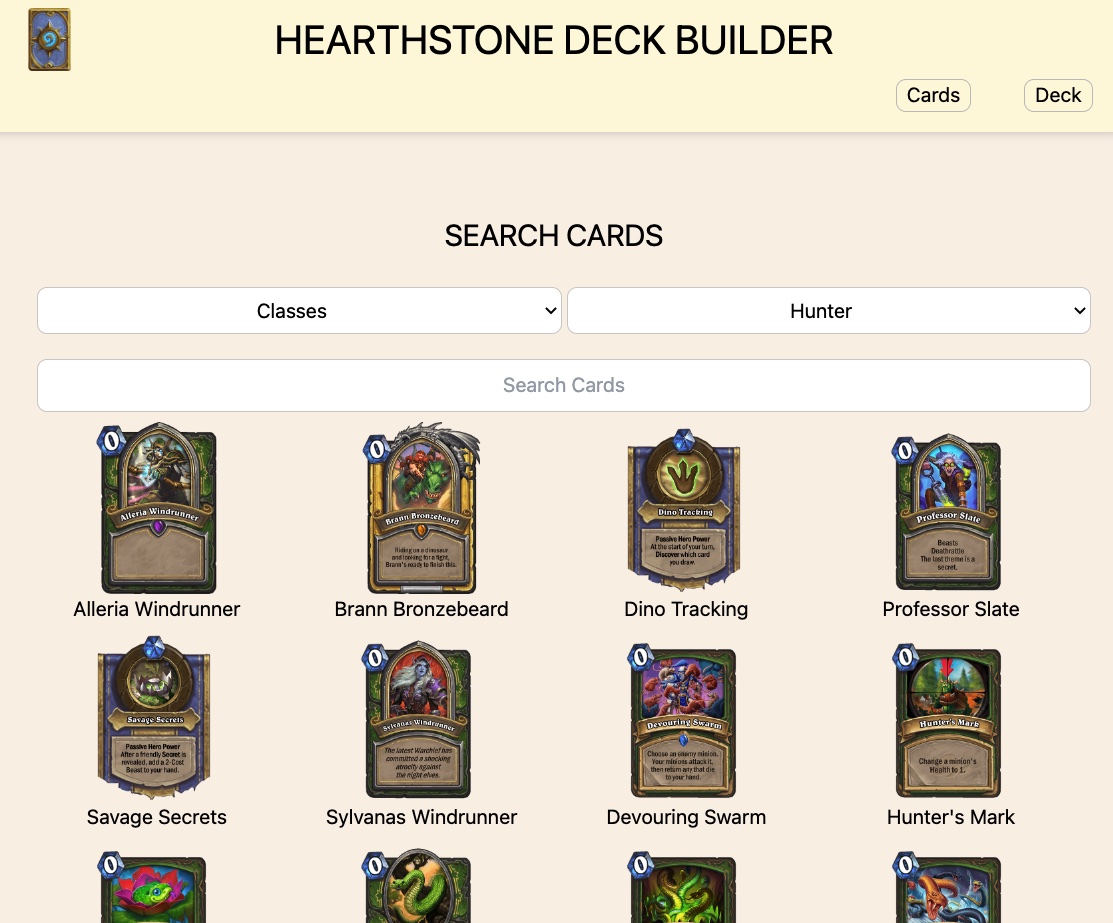 HEARTHSTONE DECK BUILDER
Cards
Deck
SEARCH CARDS
Classes
Hunter
Search Cards
0
Alleria Windrunner
Alleria Windrunner
0
Brann Bronzebeard
Riding on a dinosaur
and looking for a fight,
Brann's ready to finish this.
Brann Bronzebeard
Dino Tracking
Passive Hero Power
At the start of your turn,
Discover which card
you draw.
Dino Tracking
0
Professor Slate
Beasts
Deathrattle
The last theme is a
secret.
Professor Slate
Savage Secrets
Passive Hero Power
After a friendly Secret is
revealed, add a 2-Cost
Beast to your hand.
Savage Secrets
0
Sylvanas Windrunner
The latest Warchief has
committed a shocking
atrocity against
the night elves.
Sylvanas Windrunner
0
Devouring Swarm
Choose an enemy minion.
Your minions attack it,
then return any that die
to your hand.
Devouring Swarm
0
Hunter's Mark
Change a minion's
Health to 1.
Hunter's Mark
0
0
0
0